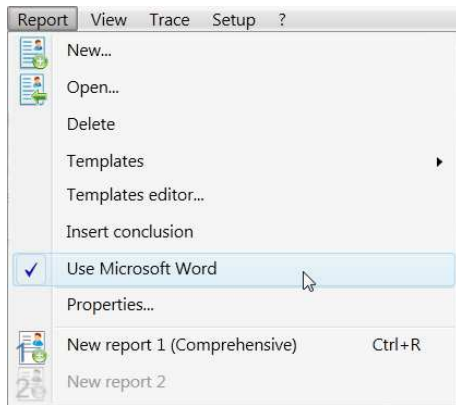 Report View Trace Setup ?
New...
Open...
Delete
Templates
Templates editor...
Insert conclusion
Use Microsoft Word
Properties...
New report 1 (Comprehensive) Ctrl+R
New report 2